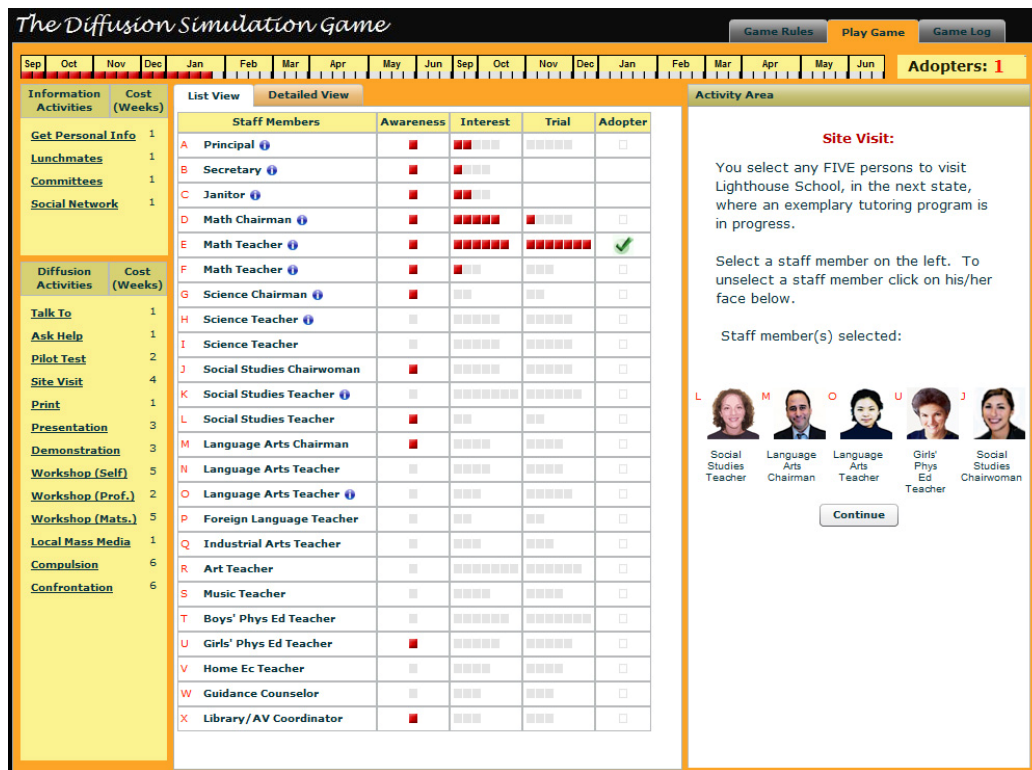 The Diffusion Simulation Game
Game Rules
Play Game
Game Log
Sep Oct Nov Dec Jan Feb Mar Apr May Jun Sep Oct Nov Dec Jan Feb Mar Apr May Jun
Adopters: 1
Information Activities Cost (Weeks)
Get Personal Info 1
Lunchmates 1
Committees 1
Social Network 1
Diffusion Activities Cost (Weeks)
Talk To 1
Ask Help 1
Pilot Test 2
Site Visit 4
Print 1
Presentation 3
Demonstration 3
Workshop (Self) 5
Workshop (Prof.) 2
Workshop (Mats.) 5
Local Mass Media 1
Compulsion 6
Confrontation 6
List View
Detailed View
Staff Members Awareness Interest Trial Adopter
A Principal
B Secretary
C Janitor
D Math Chairman
E Math Teacher
F Math Teacher
G Science Chairman
H Science Teacher
I Science Teacher
J Social Studies Chairwoman
K Social Studies Teacher
L Social Studies Teacher
M Language Arts Chairman
N Language Arts Teacher
O Language Arts Teacher
P Foreign Language Teacher
Q Industrial Arts Teacher
R Art Teacher
S Music Teacher
T Boys' Phys Ed Teacher
U Girls' Phys Ed Teacher
V Home Ec Teacher
W Guidance Counselor
X Library/AV Coordinator
Activity Area
Site Visit:
You select any FIVE persons to visit
Lighthouse School, in the next state,
where an exemplary tutoring program is
in progress.
Select a staff member on the left. To
unselect a staff member click on his/her
face below.
Staff member(s) selected:
L M O U J
Social Studies Teacher
Language Arts Chairman
Language Arts Teacher
Girls' Phys Ed Teacher
Social Studies Chairwoman
Continue